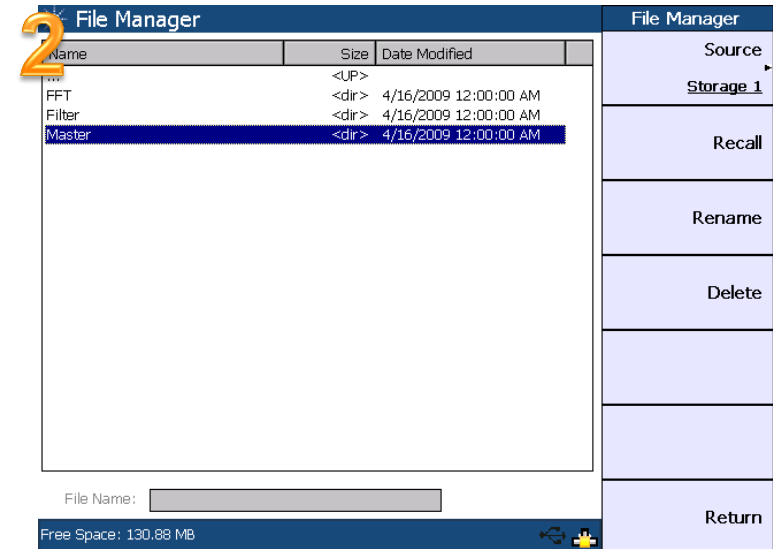 2
File Manager
File Manager
Name Size Date Modified
... <UP>
FFT <dir> 4/16/2009 12:00:00 AM
Filter <dir> 4/16/2009 12:00:00 AM
Master <dir> 4/16/2009 12:00:00 AM
Source
Storage 1
Recall
Rename
Delete
Return
File Name:
Free Space: 130.88 MB